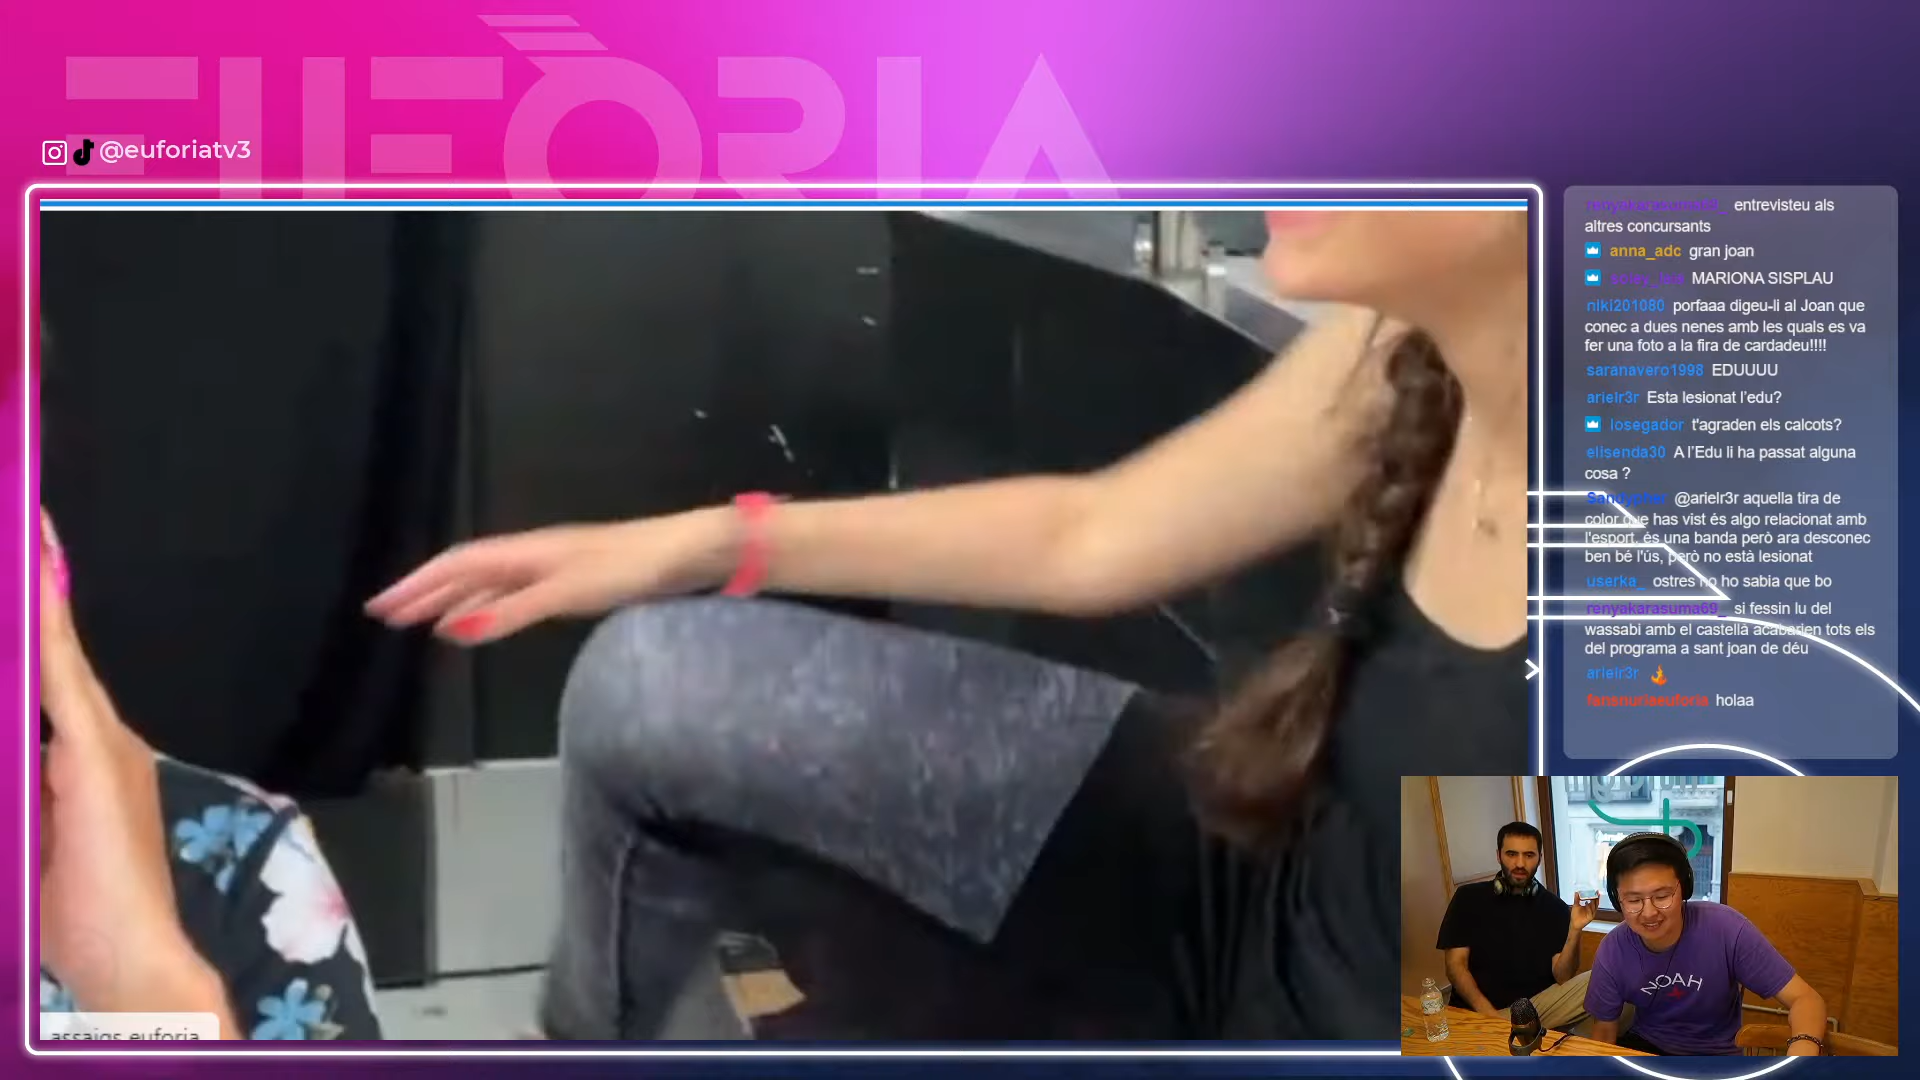 EUFÒRIA
@euforiatv3
renyakarasuma69_ entrevisteu als
altres concursants
anna_adc gran joan
MARIONA SISPLAU
niki201080 porfaaa digeu-li al Joan que
conec a dues nenes amb les quals es va
fer una foto a la fira de cardadeu!!!!
saranavero1998 EDUUUU
arielr3r Esta lesionat l'edu?
losegador t'agraden els calcots?
elisenda30 A l'Edu li ha passat alguna
cosa ?
@arielr3r aquella tira de
color que has vist és algo relacionat amb
l'esport. és una banda però ara desconec
ben bé l'ús, però no està lesionat
userka_ ostres no ho sabia que bo
renyakarasuma69_ si fessin lu del
wassabi amb el castellà acabarien tots els
del programa a sant joan de déu
arielr3r
fansnuriaeuforia holaa
assaigs euforia
NOAH